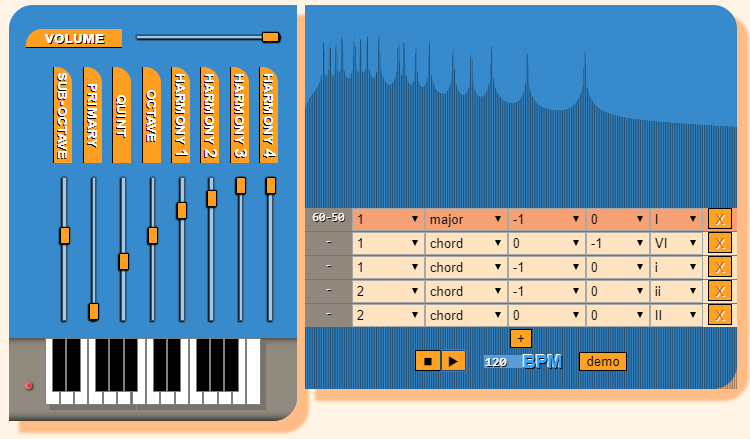 VOLUME
SUB-OCTAVE
PRIMARY
QUINT
OCTAVE
HARMONY 1
HARMONY 2
HARMONY 3
HARMONY 4
60-50 1 major -1 0 I X
- 1 chord 0 -1 VI X
- 1 chord -1 0 i X
- 2 chord -1 0 ii X
- 2 chord 0 0 II X
+
120 BPM demo